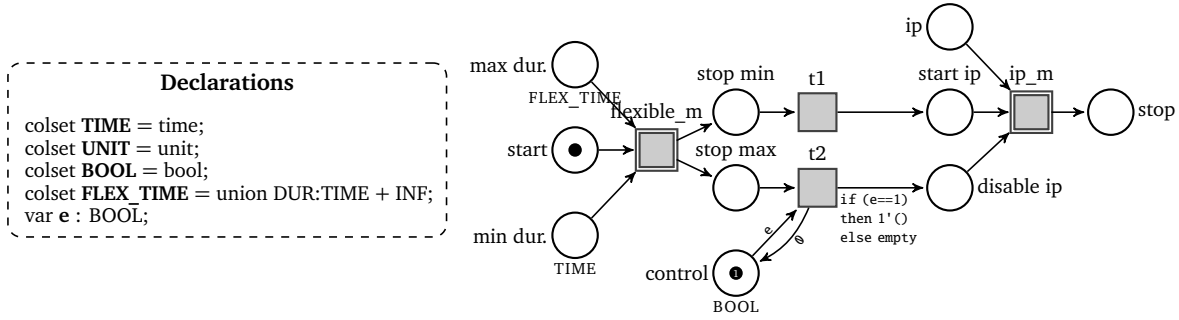 Declarations
colset TIME = time;
colset UNIT = unit;
colset BOOL = bool;
colset FLEX_TIME = union DUR:TIME + INF;
var e : BOOL;
ip
max dur.
FLEX_TIME
flexible_m
stop min
t1
start ip
ip_m
stop
start
stop max
t2
disable ip
if (e==1)
then 1'()
else empty
min dur.
TIME
e
0
control
1
BOOL